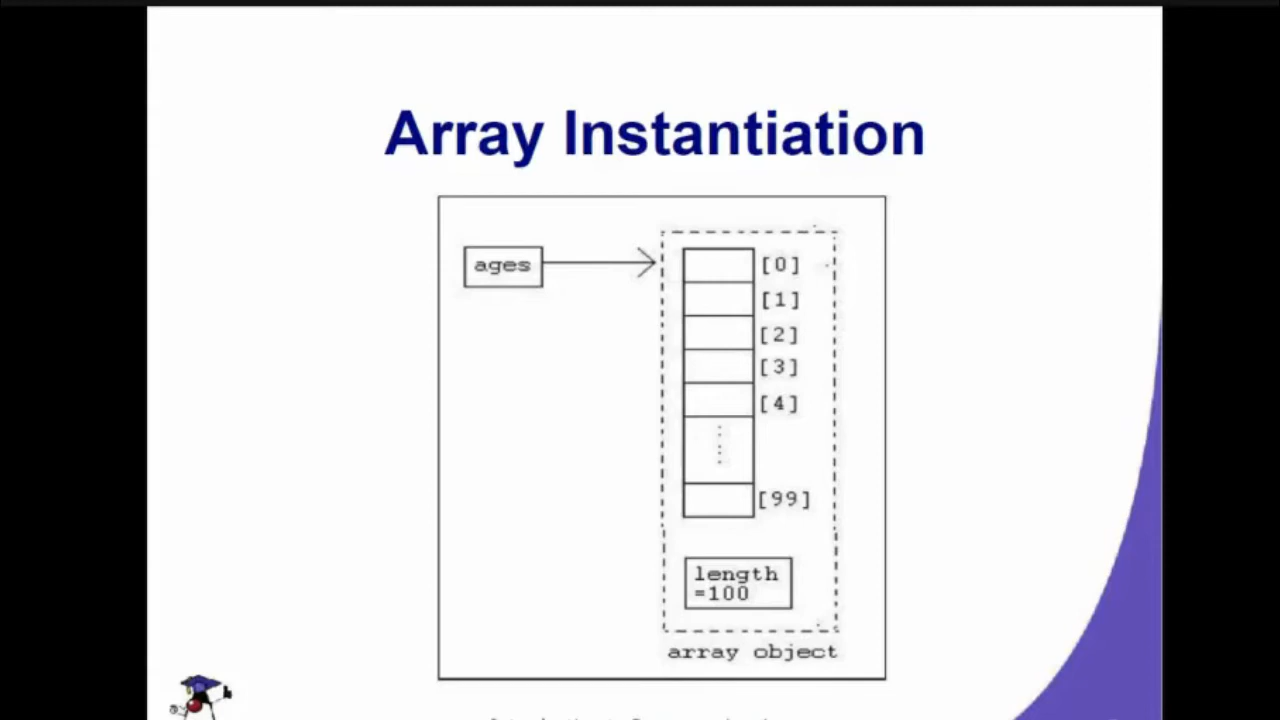 Array Instantiation
ages
[0]
[1]
[2]
[3]
[4]
[99]
length
=100
array object